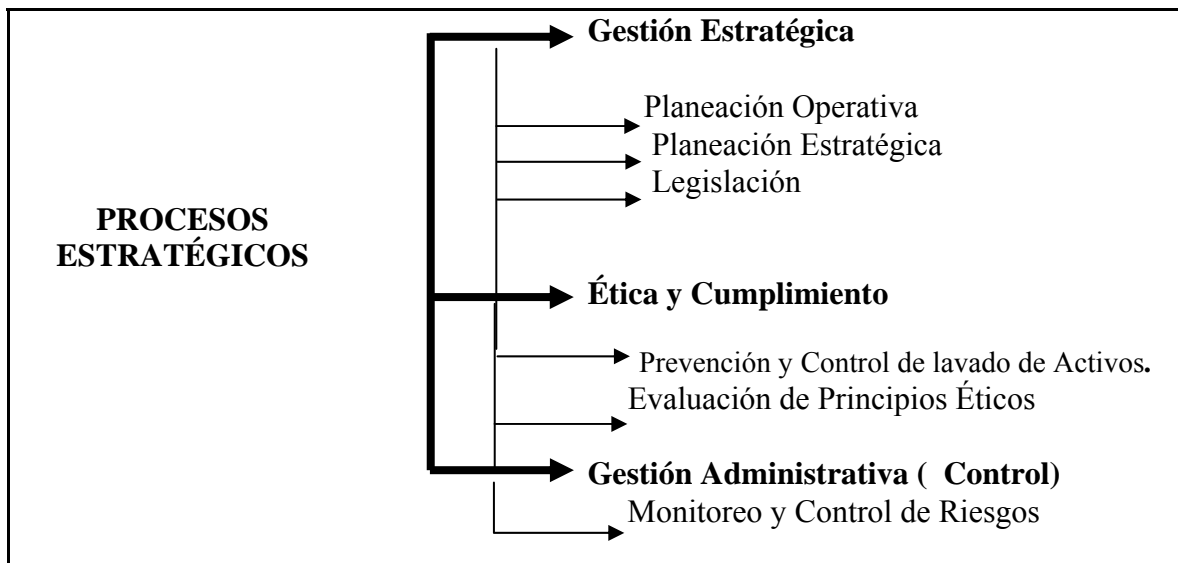 Gestión Estratégica
Planeación Operativa
Planeación Estratégica
Legislación
PROCESOS
ESTRATÉGICOS
Ética y Cumplimiento
Prevención y Control de lavado de Activos.
Evaluación de Principios Éticos
Gestión Administrativa ( Control)
Monitoreo y Control de Riesgos